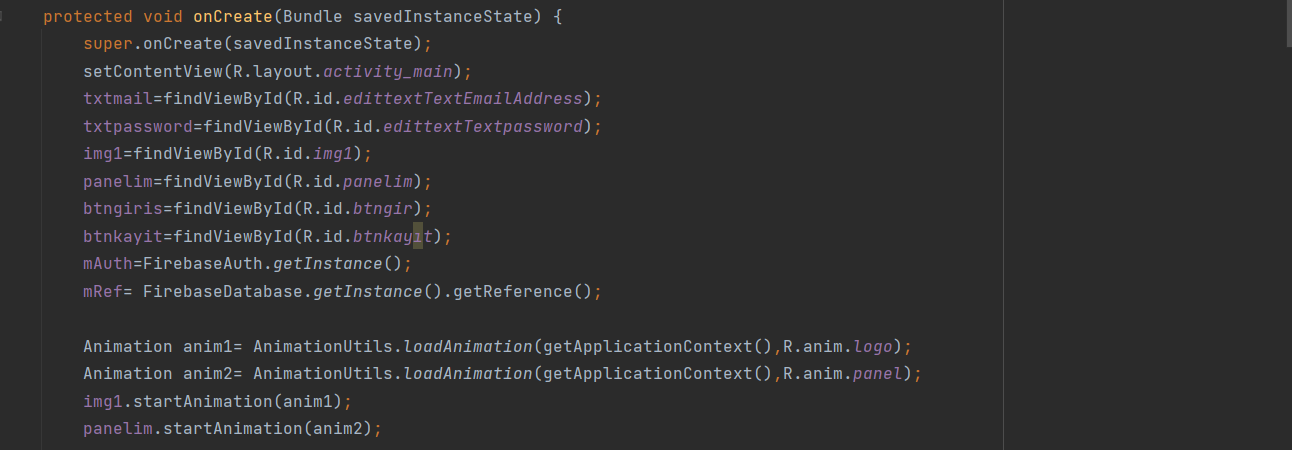 protected void onCreate(Bundle savedInstanceState) {
super.onCreate(savedInstanceState);
setContentView(R.layout.activity_main);
txtmail=findViewById(R.id.edittextTextEmailAddress);
txtpassword=findViewById(R.id.edittextTextpassword);
img1=findViewById(R.id.img1);
panelim=findViewById(R.id.panelim);
btngiris=findViewById(R.id.btngir);
btnkayit=findViewById(R.id.btnkayıt);
mAuth=FirebaseAuth.getInstance();
mRef= FirebaseDatabase.getInstance().getReference();
Animation anim1= AnimationUtils.loadAnimation(getApplicationContext(),R.anim.logo);
Animation anim2= AnimationUtils.loadAnimation(getApplicationContext(),R.anim.panel);
img1.startAnimation(anim1);
panelim.startAnimation(anim2);